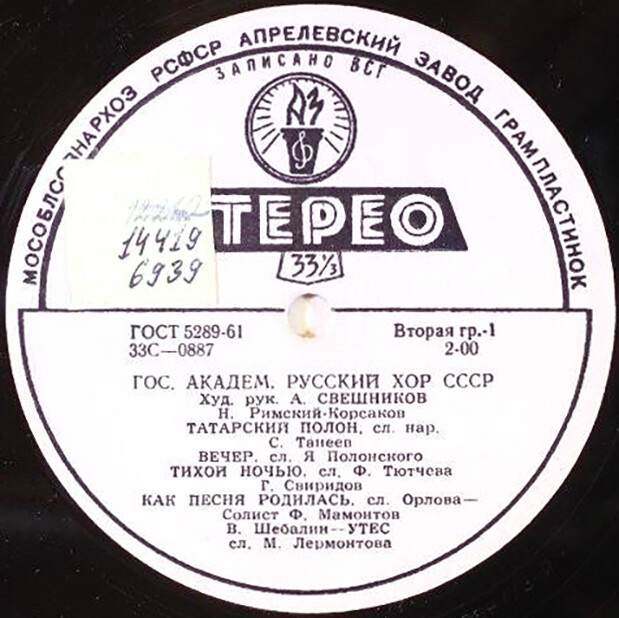 МОСОБЛСОВНАРХОЗ РСФСР АПРЕЛЕВСКИЙ ЗАВОД ГРАМПЛАСТИНОК
ЗАПИСАНО ВСГ
ТЕРЕО
14419
6939
33⅓
ГОСТ 5289-61 Вторая гр.-1
33С—0887 2-00
ГОС. АКАДЕМ. РУССКИЙ ХОР СССР
Худ. рук. А. СВЕШНИКОВ
Н. Римский-Корсаков
ТАТАРСКИЙ ПОЛОН, сл. нар.
С. Танеев
ВЕЧЕР, сл. Я Полонского
ТИХОЙ НОЧЬЮ, сл. Ф. Тютчева
Г. Свиридов
КАК ПЕСНЯ РОДИЛАСЬ, сл. Орлова—
Солист Ф. Мамонтов
В. Шебалин—УТЕС
сл. М. Лермонтова